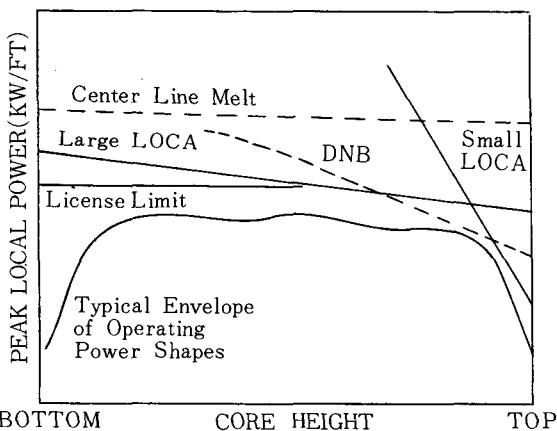 PEAK LOCAL POWER(KW/FT)
Center Line Melt
Large LOCA
DNB
Small
LOCA
License Limit
Typical Envelope
of Operating
Power Shapes
BOTTOM
CORE HEIGHT
TOP